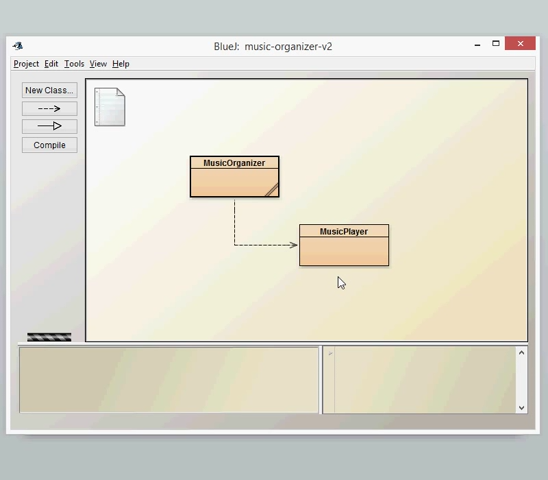 BlueJ: music-organizer-v2
Project Edit Tools View Help
New Class...
Compile
MusicOrganizer
MusicPlayer